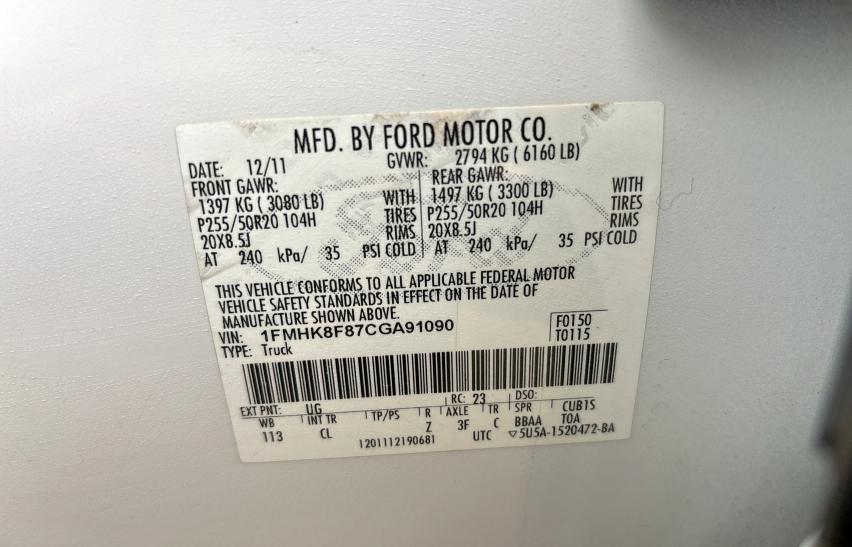 MFD. BY FORD MOTOR CO.
DATE: 12/11 GVWR: 2794 KG ( 6160 LB)
FRONT GAWR: REAR GAWR:
1397 KG ( 3080 LB) WITH 1497 KG ( 3300 LB) WITH
P255/50R20 104H TIRES P255/50R20 104H TIRES
20X8.5J RIMS 20X8.5J RIMS
AT 240 kPa/ 35 PSI COLD AT 240 kPa/ 35 PSI COLD
THIS VEHICLE CONFORMS TO ALL APPLICABLE FEDERAL MOTOR
VEHICLE SAFETY STANDARDS IN EFFECT ON THE DATE OF
MANUFACTURE SHOWN ABOVE.
VIN: 1FMHK8F87CGA91090 F0150
TYPE: Truck T0115
EXT PNT: UG RC: 23 DSO:
WB INT TR TP/PS R AXLE TR SPR CUB1S
113 CL Z 3F C BBAA TOA
1201112190681 UTC ▽5U5A-1520472-BA